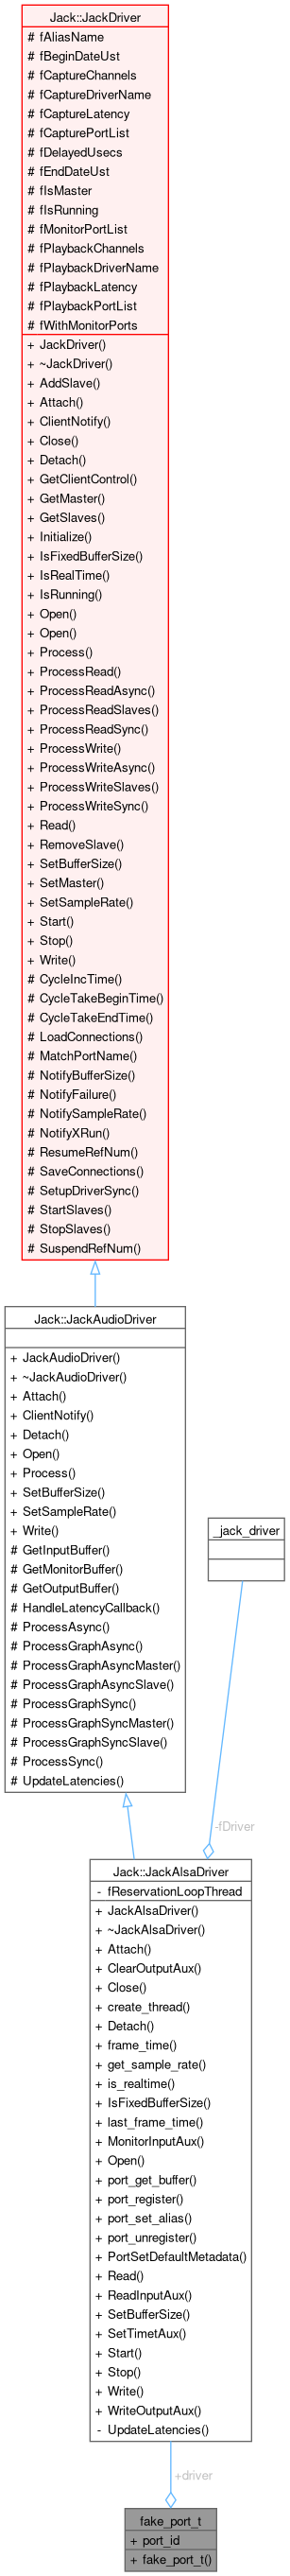 Jack::JackDriver
# fAliasName
# fBeginDateUst
# fCaptureChannels
# fCaptureDriverName
# fCaptureLatency
# fCapturePortList
# fDelayedUsecs
# fEndDateUst
# fIsMaster
# fIsRunning
# fMonitorPortList
# fPlaybackChannels
# fPlaybackDriverName
# fPlaybackLatency
# fPlaybackPortList
# fWithMonitorPorts
+ JackDriver()
+ ~JackDriver()
+ AddSlave()
+ Attach()
+ ClientNotify()
+ Close()
+ Detach()
+ GetClientControl()
+ GetMaster()
+ GetSlaves()
+ Initialize()
+ IsFixedBufferSize()
+ IsRealTime()
+ IsRunning()
+ Open()
+ Open()
+ Process()
+ ProcessRead()
+ ProcessReadAsync()
+ ProcessReadSlaves()
+ ProcessReadSync()
+ ProcessWrite()
+ ProcessWriteAsync()
+ ProcessWriteSlaves()
+ ProcessWriteSync()
+ Read()
+ RemoveSlave()
+ SetBufferSize()
+ SetMaster()
+ SetSampleRate()
+ Start()
+ Stop()
+ Write()
# CycleIncTime()
# CycleTakeBeginTime()
# CycleTakeEndTime()
# LoadConnections()
# MatchPortName()
# NotifyBufferSize()
# NotifyFailure()
# NotifySampleRate()
# NotifyXRun()
# ResumeRefNum()
# SaveConnections()
# SetupDriverSync()
# StartSlaves()
# StopSlaves()
# SuspendRefNum()
Jack::JackAudioDriver
+ JackAudioDriver()
+ ~JackAudioDriver()
+ Attach()
+ ClientNotify()
+ Detach()
+ Open()
+ Process()
+ SetBufferSize()
+ SetSampleRate()
+ Write()
# GetInputBuffer()
# GetMonitorBuffer()
# GetOutputBuffer()
# HandleLatencyCallback()
# ProcessAsync()
# ProcessGraphAsync()
# ProcessGraphAsyncMaster()
# ProcessGraphAsyncSlave()
# ProcessGraphSync()
# ProcessGraphSyncMaster()
# ProcessGraphSyncSlave()
# ProcessSync()
# UpdateLatencies()
_jack_driver
-fDriver
Jack::JackAlsaDriver
- fReservationLoopThread
+ JackAlsaDriver()
+ ~JackAlsaDriver()
+ Attach()
+ ClearOutputAux()
+ Close()
+ create_thread()
+ Detach()
+ frame_time()
+ get_sample_rate()
+ is_realtime()
+ IsFixedBufferSize()
+ last_frame_time()
+ MonitorInputAux()
+ Open()
+ port_get_buffer()
+ port_register()
+ port_set_alias()
+ port_unregister()
+ PortSetDefaultMetadata()
+ Read()
+ ReadInputAux()
+ SetBufferSize()
+ SetTimetAux()
+ Start()
+ Stop()
+ Write()
+ WriteOutputAux()
- UpdateLatencies()
+driver
fake_port_t
+ port_id
+ fake_port_t()